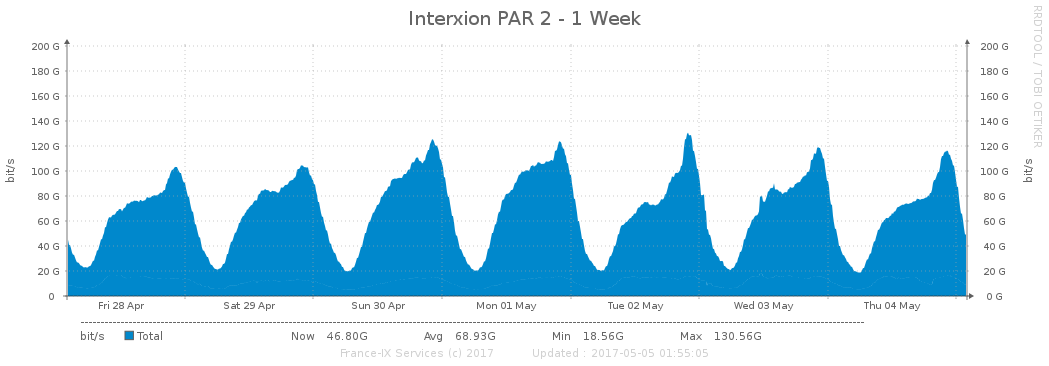 Interxion PAR 2 - 1 Week
RRDTOOL / TOBI OETIKER
bit/s
bit/s
200 G 200 G
180 G 180 G
160 G 160 G
140 G 140 G
120 G 120 G
100 G 100 G
80 G 80 G
60 G 60 G
40 G 40 G
20 G 20 G
0 0 G
Fri 28 Apr Sat 29 Apr Sun 30 Apr Mon 01 May Tue 02 May Wed 03 May Thu 04 May
bit/s Total Now 46.80G Avg 68.93G Min 18.56G Max 130.56G
France-IX Services (c) 2017 Updated : 2017-05-05 01:55:05